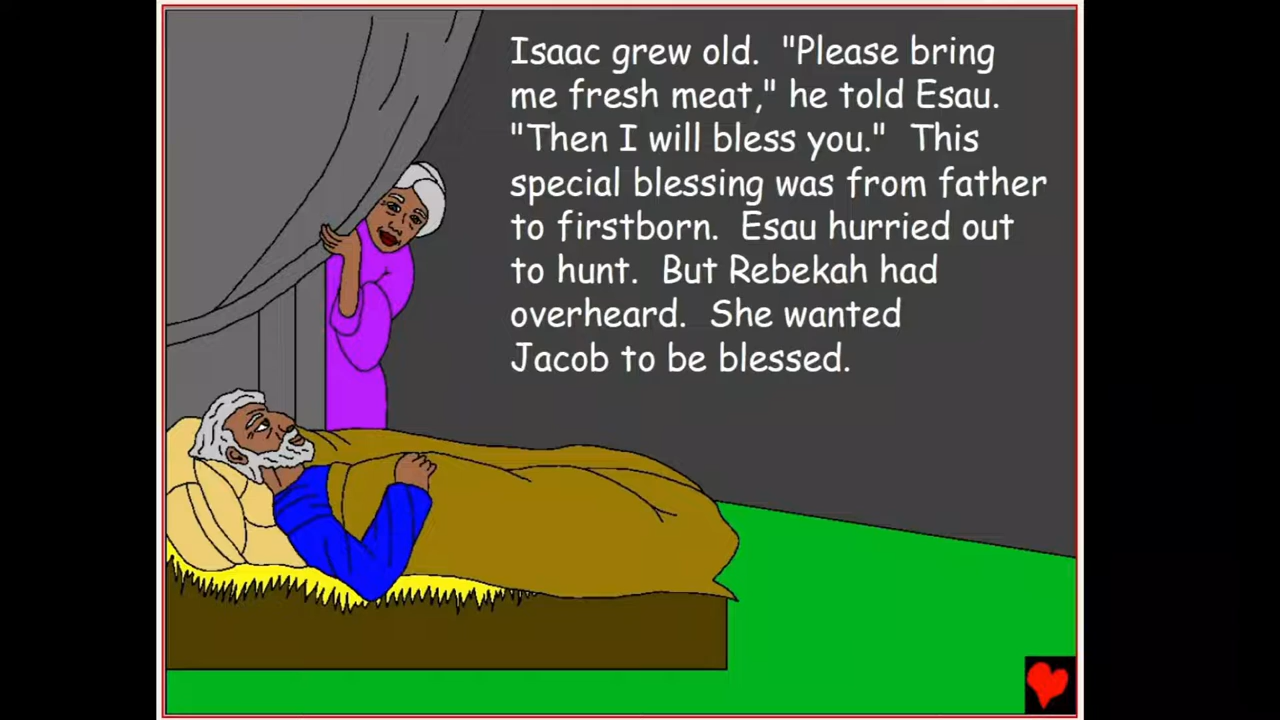 Isaac grew old.  "Please bring
me fresh meat," he told Esau.
"Then I will bless you."  This
special blessing was from father
to firstborn.  Esau hurried out
to hunt.  But Rebekah had
overheard.  She wanted
Jacob to be blessed.